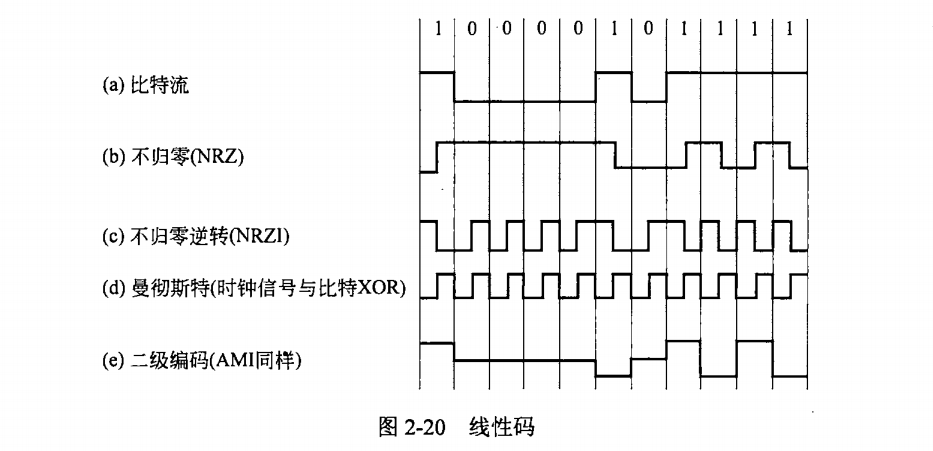 1 0 0 0 0 1 0 1 1 1 1
(a) 比特流
(b) 不归零(NRZ)
(c) 不归零逆转(NRZI)
(d) 曼彻斯特(时钟信号与比特XOR)
(e) 二级编码(AMI同样)
图 2-20 线性码